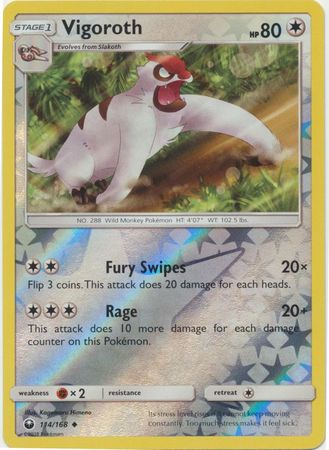 STAGE 1 Vigoroth HP 80
Evolves from Slakoth
NO. 288 Wild Monkey Pokémon HT: 4'07" WT: 102.5 lbs.
Fury Swipes 20×
Flip 3 coins. This attack does 20 damage for each heads.
Rage 20+
This attack does 10 more damage for each damage
counter on this Pokémon.
weakness × 2 resistance retreat
Illus. Kagemaru Himeno
114/168
Its stress level rises if it cannot keep moving
constantly. Too much stress makes it feel